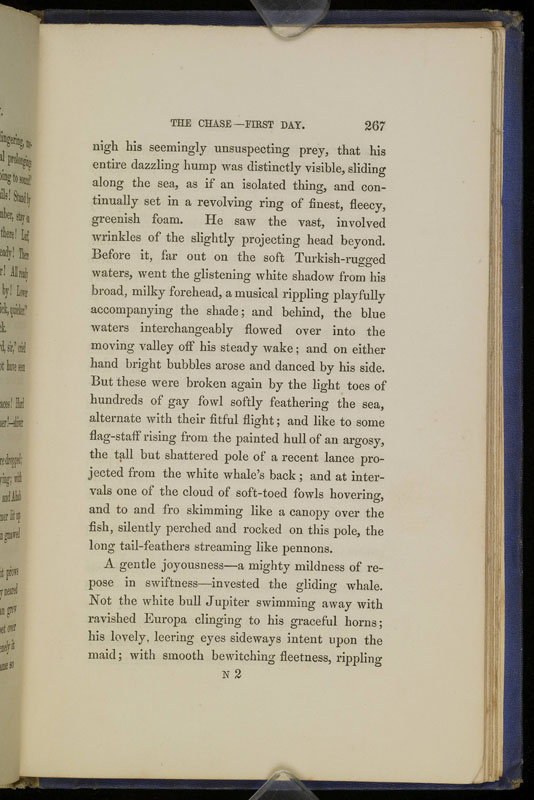 THE CHASE—FIRST DAY. 267
nigh his seemingly unsuspecting prey, that his
entire dazzling hump was distinctly visible, sliding
along the sea, as if an isolated thing, and con-
tinually set in a revolving ring of finest, fleecy,
greenish foam. He saw the vast, involved
wrinkles of the slightly projecting head beyond.
Before it, far out on the soft Turkish-rugged
waters, went the glistening white shadow from his
broad, milky forehead, a musical rippling playfully
accompanying the shade; and behind, the blue
waters interchangeably flowed over into the
moving valley off his steady wake; and on either
hand bright bubbles arose and danced by his side.
But these were broken again by the light toes of
hundreds of gay fowl softly feathering the sea,
alternate with their fitful flight; and like to some
flag-staff rising from the painted hull of an argosy,
the tall but shattered pole of a recent lance pro-
jected from the white whale's back; and at inter-
vals one of the cloud of soft-toed fowls hovering,
and to and fro skimming like a canopy over the
fish, silently perched and rocked on this pole, the
long tail-feathers streaming like pennons.
A gentle joyousness—a mighty mildness of re-
pose in swiftness—invested the gliding whale.
Not the white bull Jupiter swimming away with
ravished Europa clinging to his graceful horns;
his lovely, leering eyes sideways intent upon the
maid; with smooth bewitching fleetness, rippling
N 2